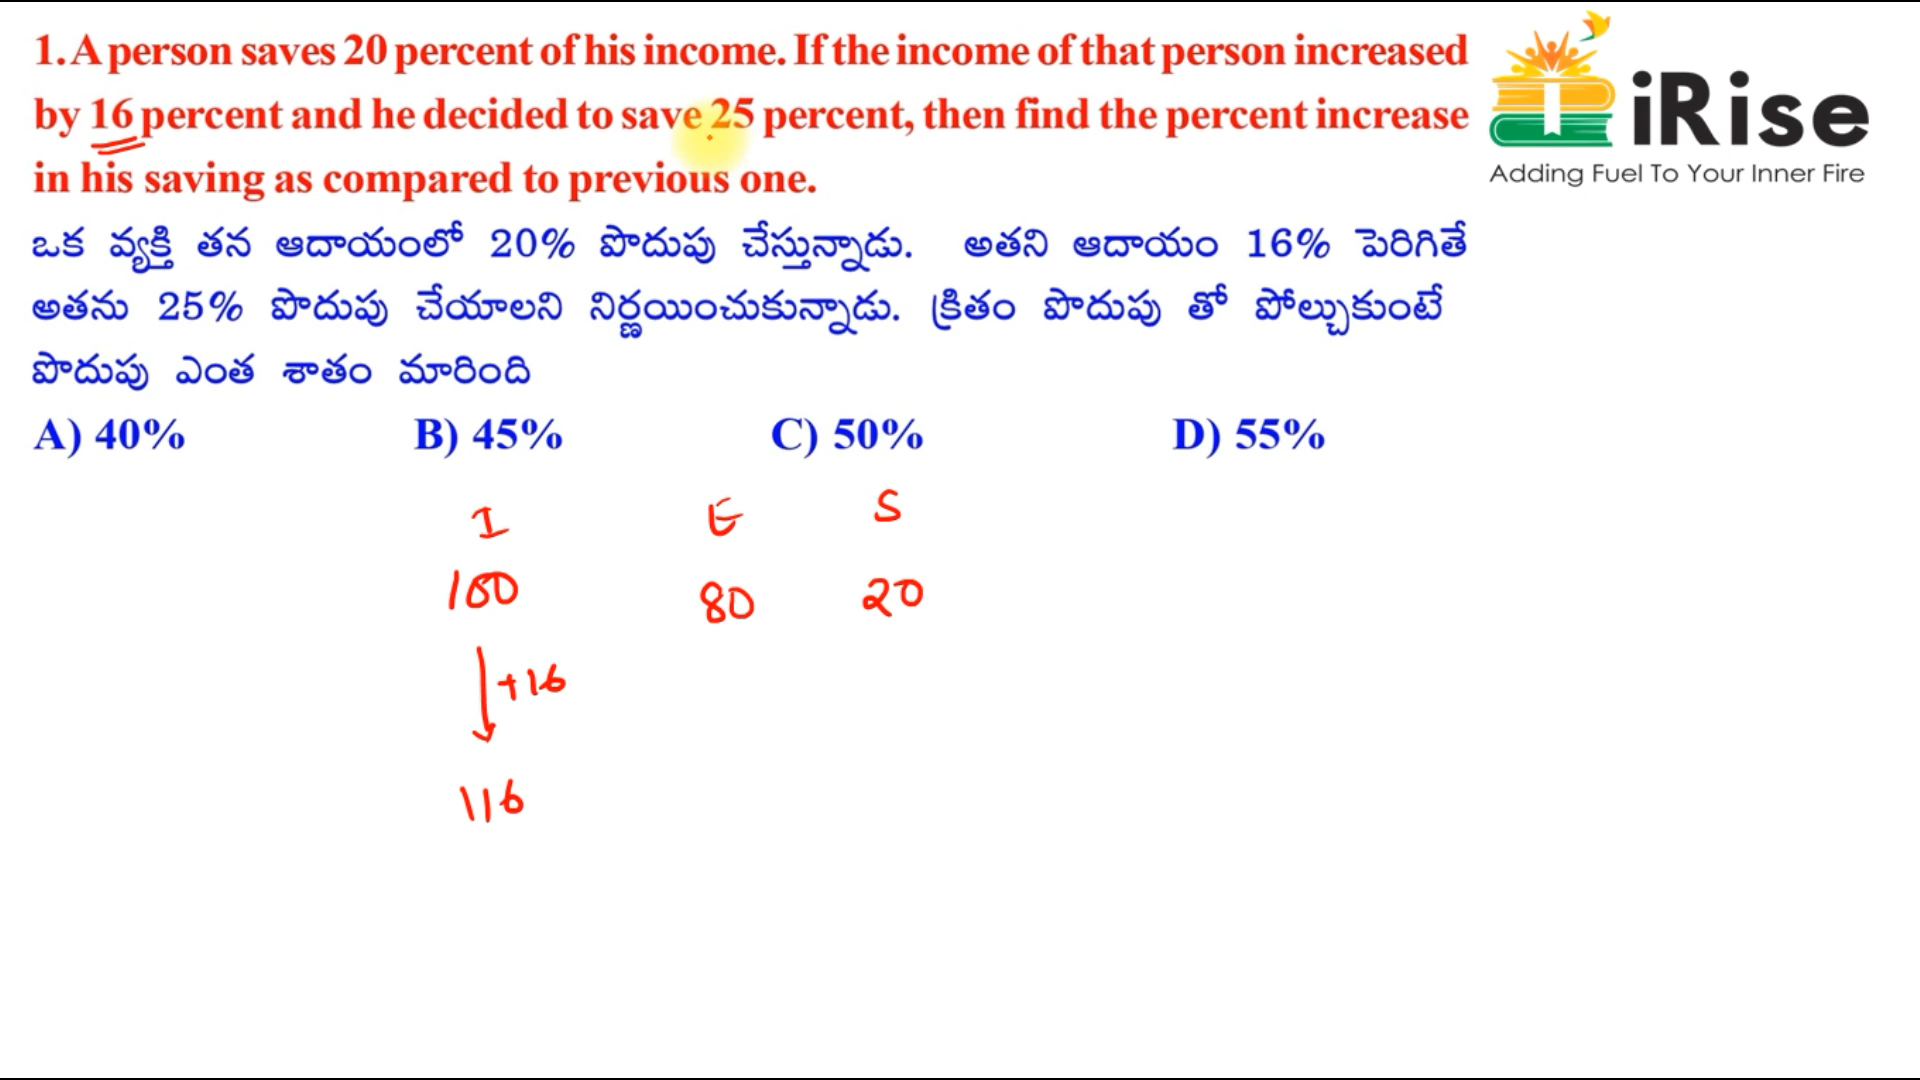 1. A person saves 20 percent of his income. If the income of that person increased
by 16 percent and he decided to save 25 percent, then find the percent increase
in his saving as compared to previous one.
ఒక వ్యక్తి తన ఆదాయంలో 20% పొదుపు చేస్తున్నాడు. అతని ఆదాయం 16% పెరిగితే
అతను 25% పొదుపు చేయాలని నిర్ణయించుకున్నాడు. క్రితం పొదుపు తో పోల్చుకుంటే
పొదుపు ఎంత శాతం మారింది
A) 40% B) 45% C) 50% D) 55%
I E S
100 80 20
+16
116
iRise
Adding Fuel To Your Inner Fire